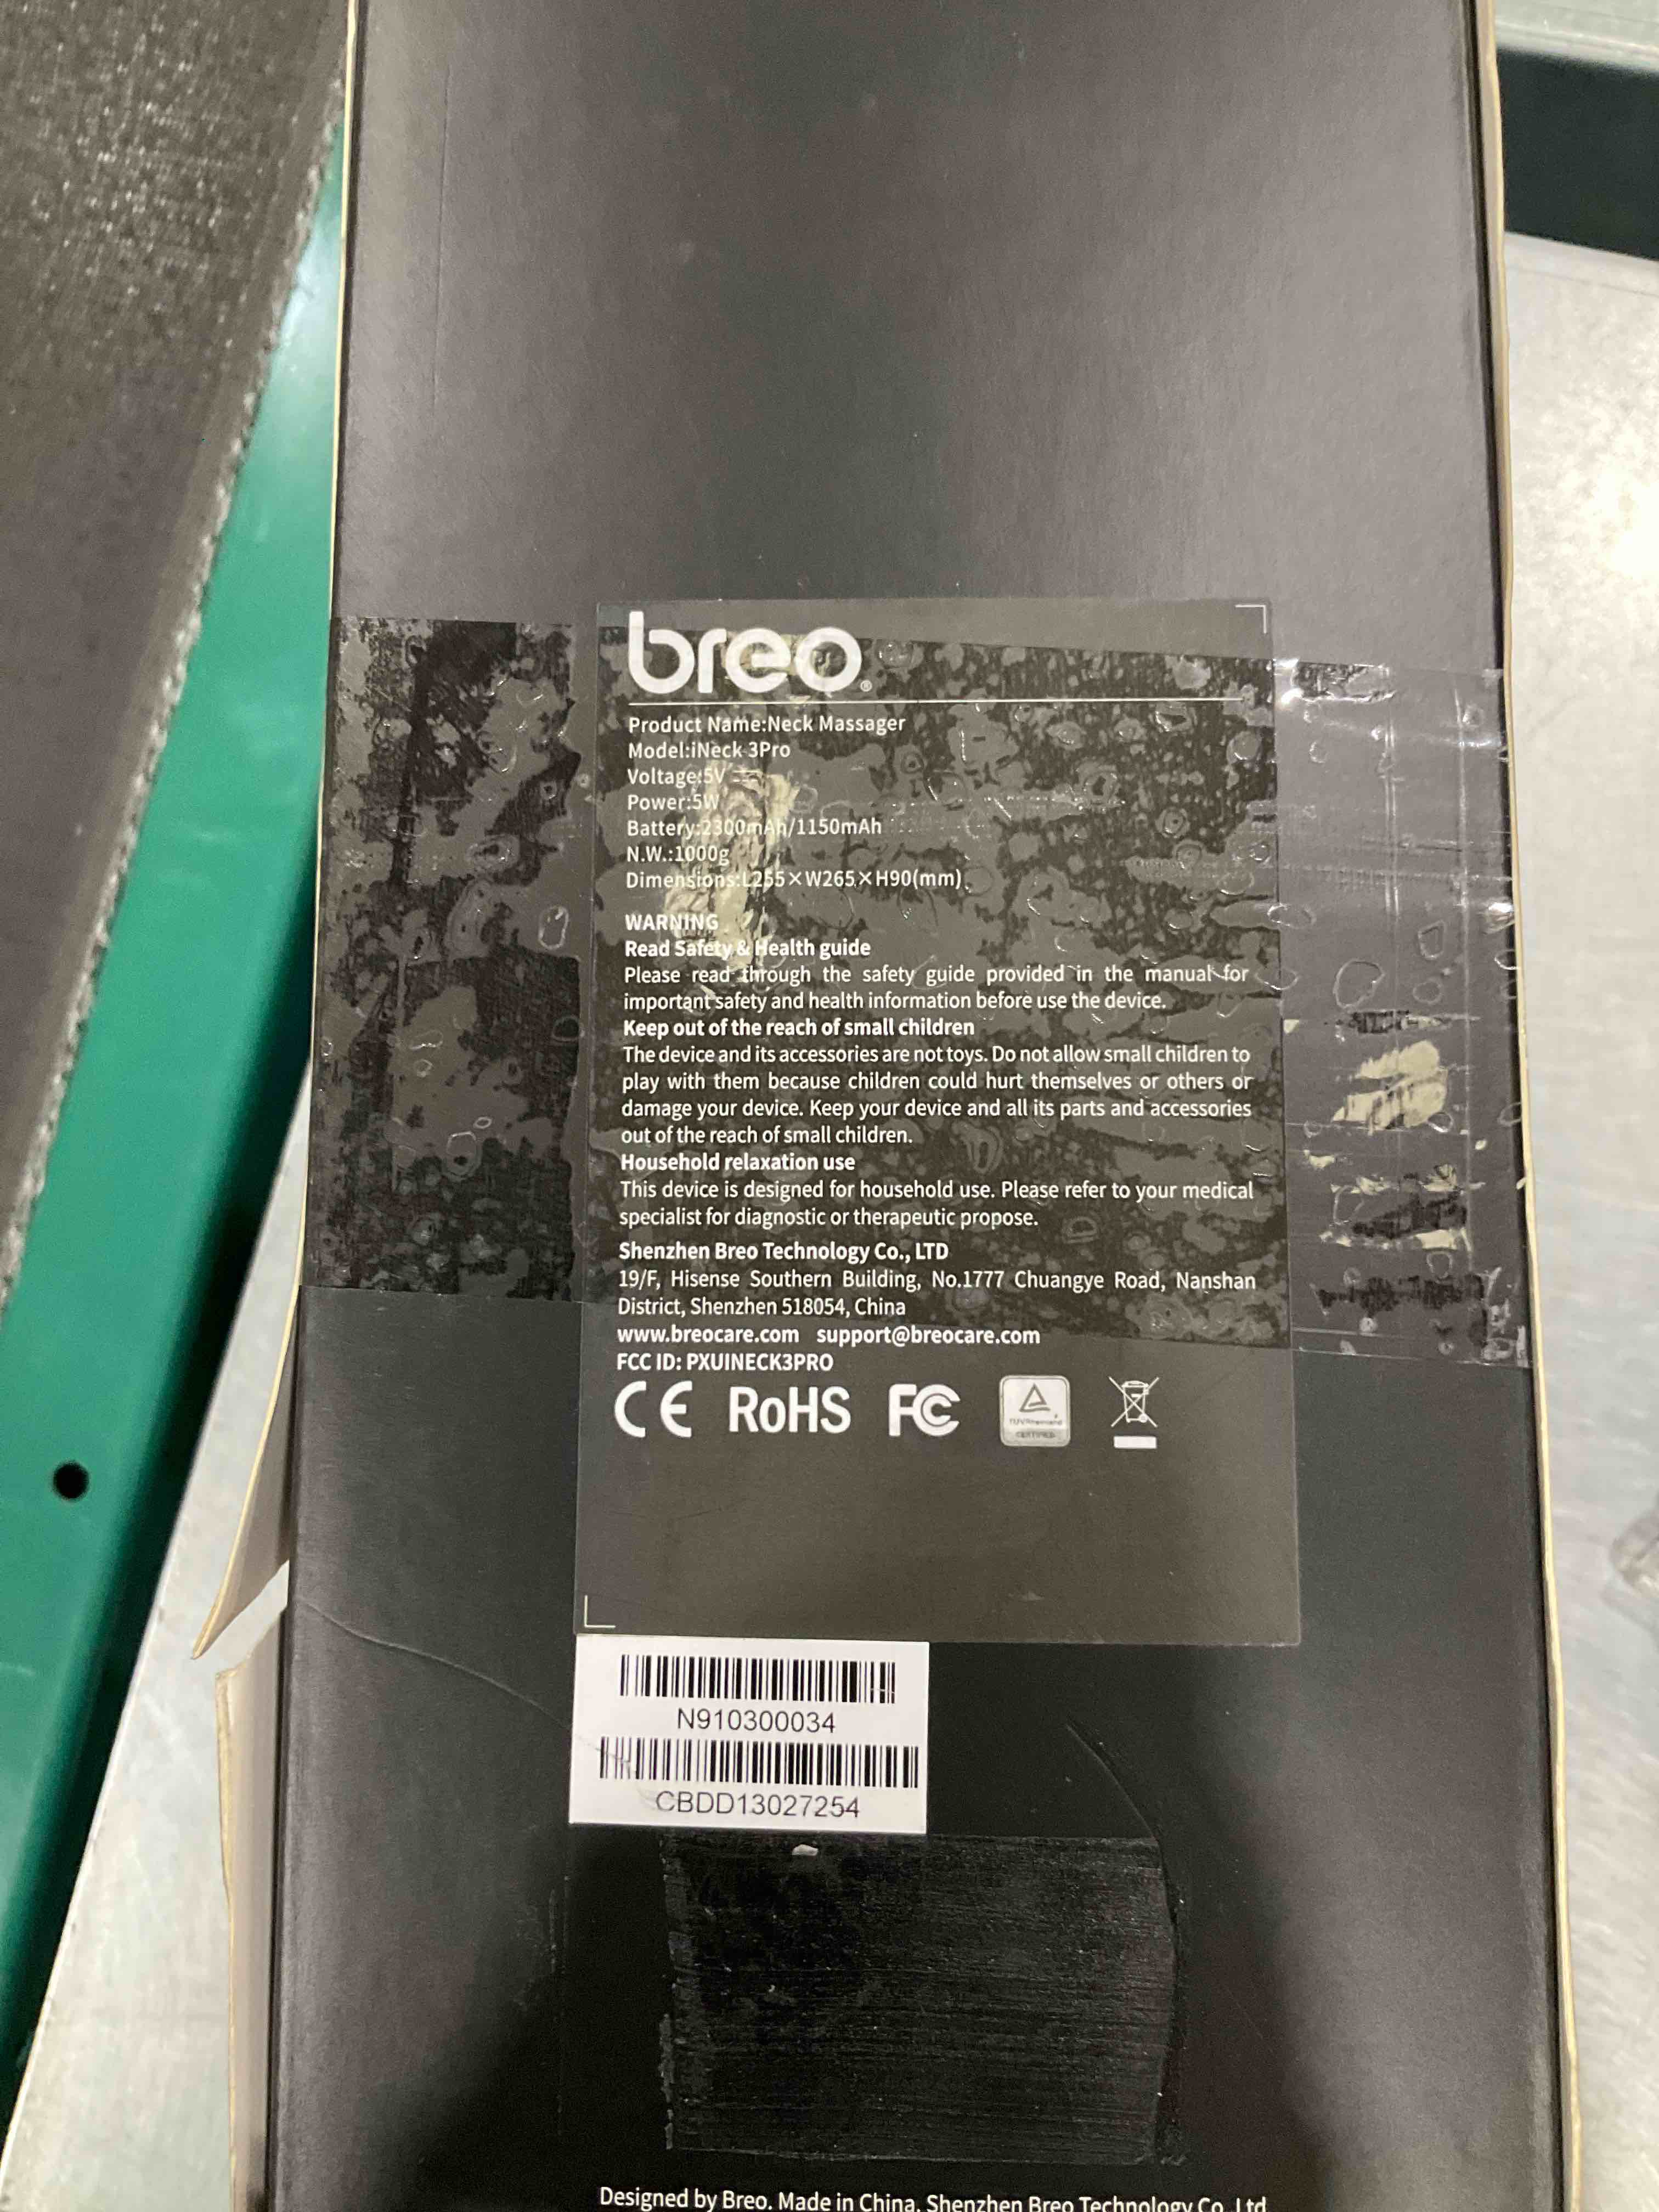 breo®
Product Name:Neck Massager
Model:iNeck 3Pro
Voltage:5V
Power:5W
Battery:2300mAh/1150mAh
N.W.:1000g
Dimensions:L255×W265×H90(mm)
WARNING
Read Safety & Health guide
Please read through the safety guide provided in the manual for
important safety and health information before use the device.
Keep out of the reach of small children
The device and its accessories are not toys. Do not allow small children to
play with them because children could hurt themselves or others or
damage your device. Keep your device and all its parts and accessories
out of the reach of small children.
Household relaxation use
This device is designed for household use. Please refer to your medical
specialist for diagnostic or therapeutic propose.
Shenzhen Breo Technology Co., LTD
19/F, Hisense Southern Building, No.1777 Chuangye Road, Nanshan
District, Shenzhen 518054, China
www.breocare.com support@breocare.com
FCC ID: PXUINECK3PRO
CE RoHS FC TÜVRheinland CERTIFIED
N910300034
CBDD13027254
Designed by Breo. Made in China. Shenzhen Breo Technology Co., Ltd